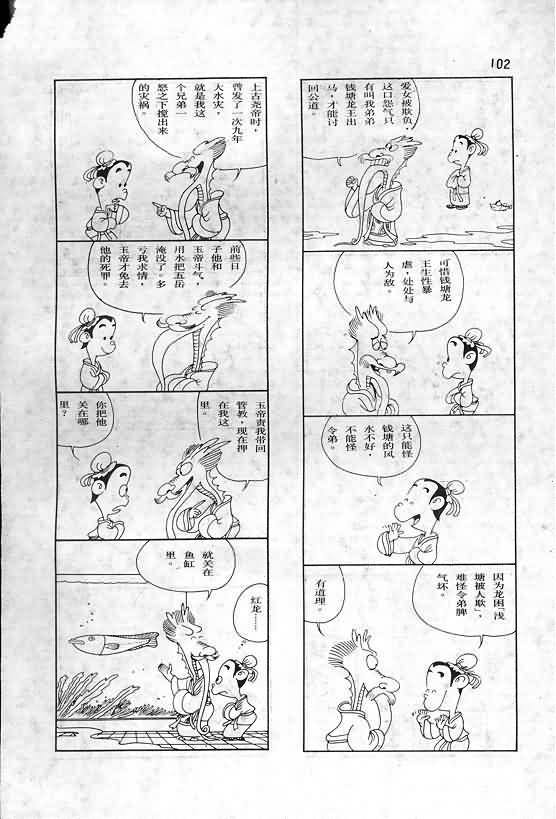 102
爱女被欺负，
这口怨气只
有叫我弟弟
钱塘龙王出
马，才能讨
回公道。
可惜钱塘龙
王生性暴
虐，处处与
人为敌。
这只能怪
钱塘的风
水不好，
不能怪
令弟。
因为龙困「浅
塘被人欺」，
难怪令弟脾
气坏。
有道理。
上古尧帝时，
曾发了一次九年
大水灾，
就是我这
个兄弟一
怒之下搅出来
的灾祸。
前些日
子他和
玉帝斗气，
用水把五岳
淹没了。多
亏我求情，
玉帝才免去
他的死罪。
玉帝责我带回
管教，现在押
在我这
里。
你把他
关在哪
里？
就关在
鱼缸
里。
红龙……